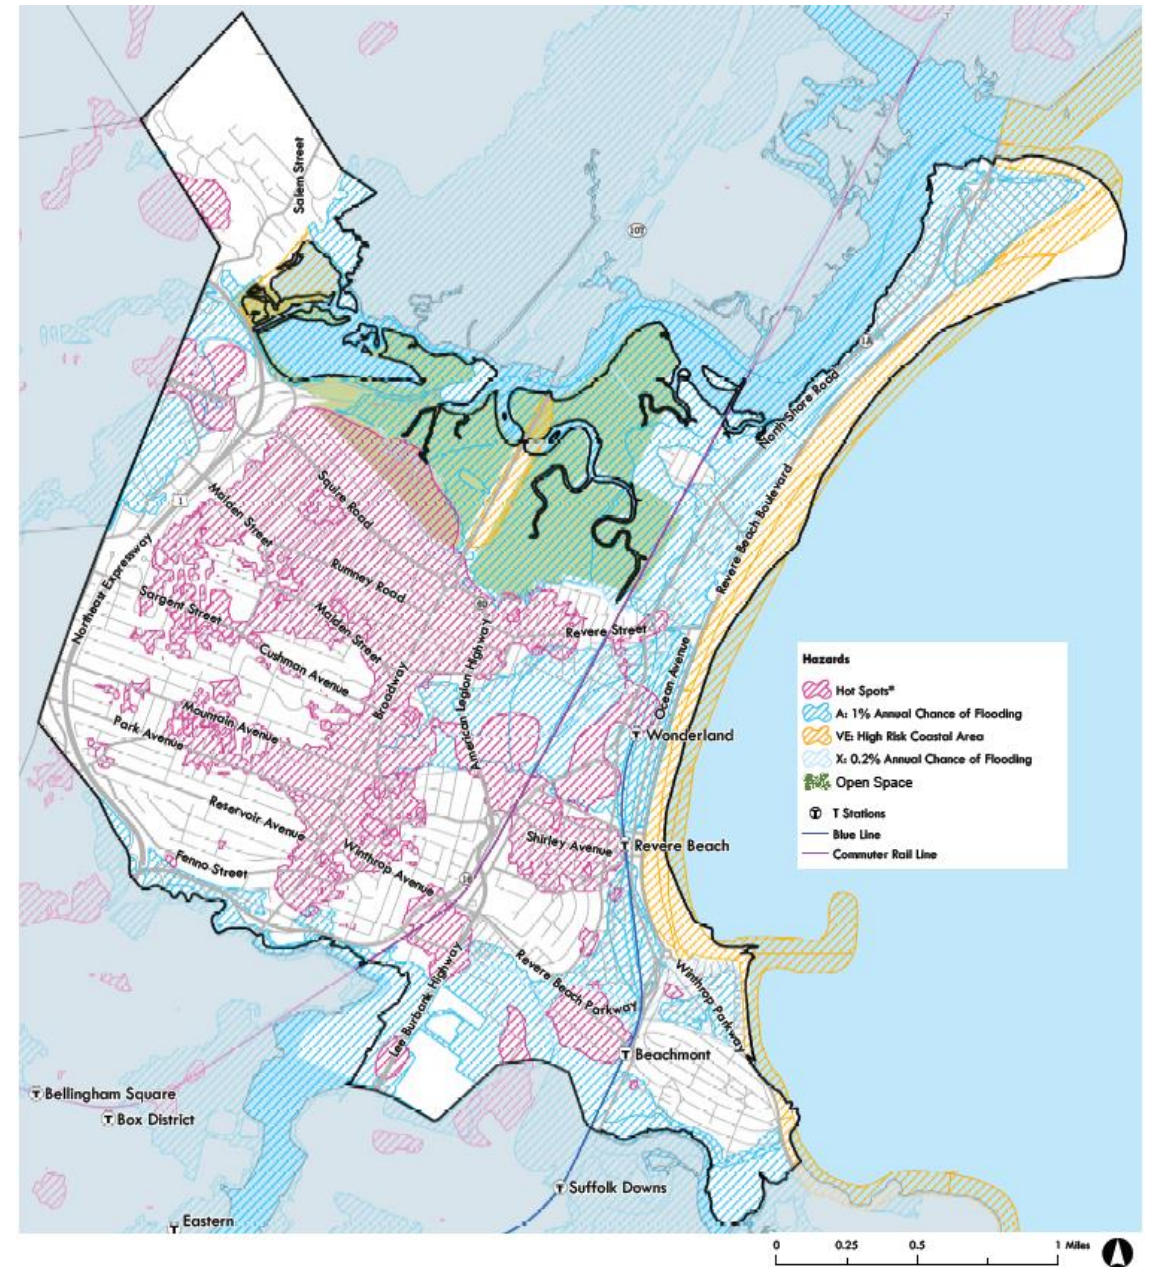 Salem Street
107
1A
North Shore Road
Revere Beach Boulevard
1
Squire Road
Malden Street
Northeast Expressway
Rumney Road
Sargent Street
Malden Street
60
Revere Street
Cushman Avenue
Broadway
American Legion Highway
Ocean Avenue
Mountain Avenue
Park Avenue
Wonderland
Reservoir Avenue
Shirley Avenue
Revere Beach
Winthrop Avenue
Fenno Street
16
Revere Beach Parkway
Winthrop Parkway
Lee Burbank Highway
Beachmont
Bellingham Square
Box District
Suffolk Downs
Eastern
Hazards
Hot Spots*
A: 1% Annual Chance of Flooding
VE: High Risk Coastal Area
X: 0.2% Annual Chance of Flooding
Open Space
T T Stations
Blue Line
Commuter Rail Line
0 0.25 0.5 1 Miles